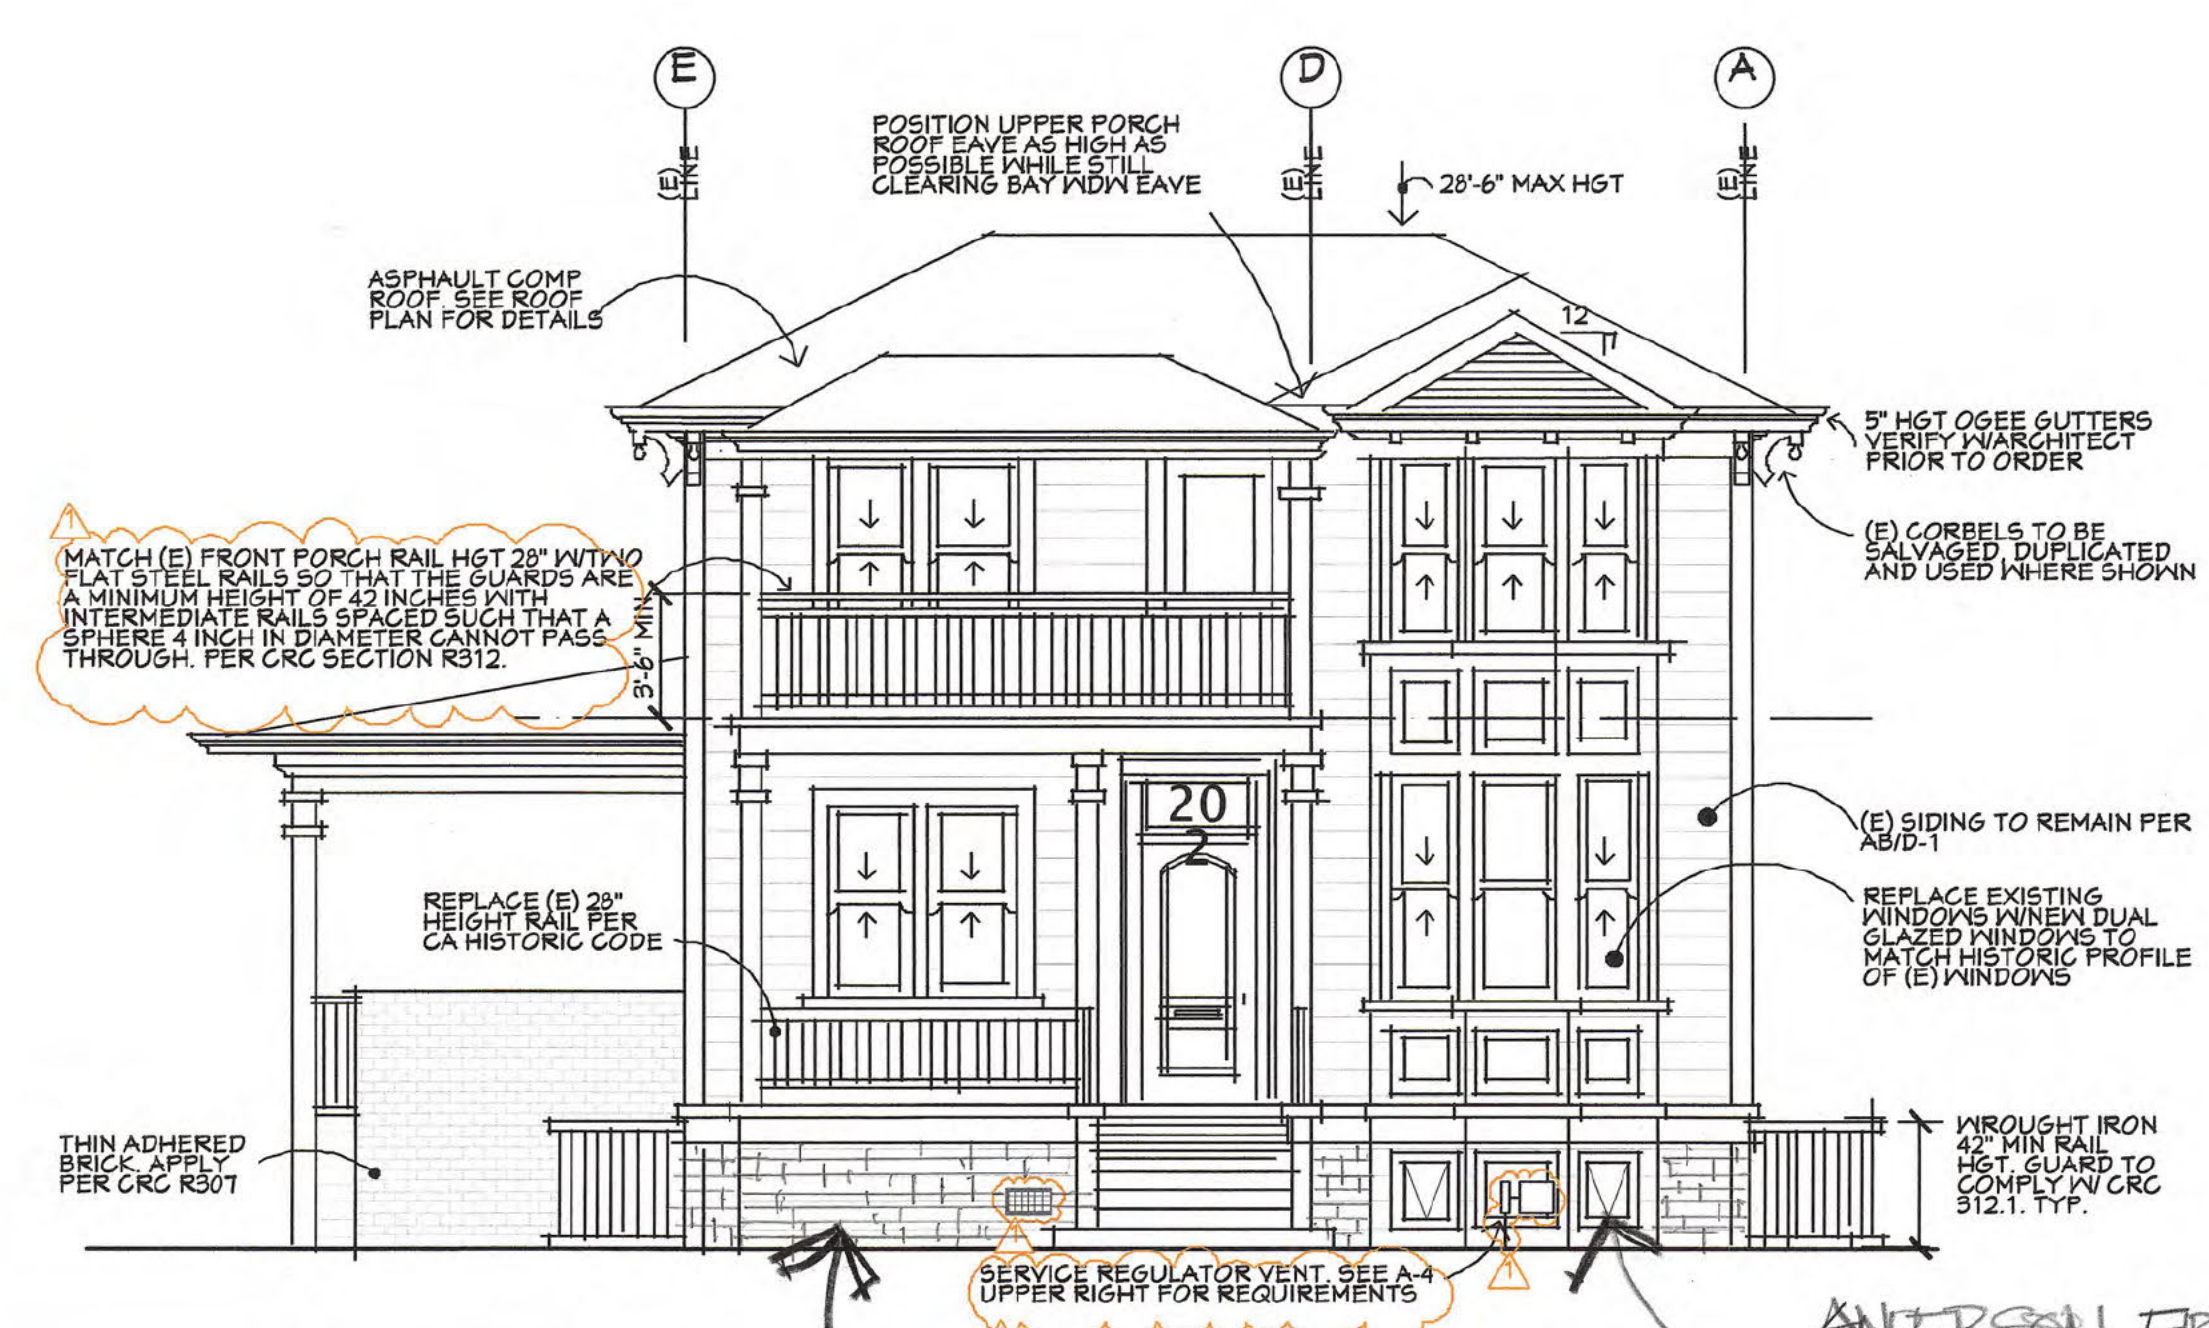 E
D
A
(E)
LINE
(E)
LINE
(E)
LINE
POSITION UPPER PORCH
ROOF EAVE AS HIGH AS
POSSIBLE WHILE STILL
CLEARING BAY WDW EAVE
28'-6" MAX HGT
ASPHAULT COMP
ROOF. SEE ROOF
PLAN FOR DETAILS
12
5" HGT OGEE GUTTERS
VERIFY W/ARCHITECT
PRIOR TO ORDER
(E) CORBELS TO BE
SALVAGED, DUPLICATED
AND USED WHERE SHOWN
1
MATCH (E) FRONT PORCH RAIL HGT 28" W/TWO
FLAT STEEL RAILS SO THAT THE GUARDS ARE
A MINIMUM HEIGHT OF 42 INCHES WITH
INTERMEDIATE RAILS SPACED SUCH THAT A
SPHERE 4 INCH IN DIAMETER CANNOT PASS
THROUGH. PER CRC SECTION R312.
3'-6" MIN
20
2
(E) SIDING TO REMAIN PER
AB/D-1
REPLACE (E) 28"
HEIGHT RAIL PER
CA HISTORIC CODE
REPLACE EXISTING
WINDOWS W/NEW DUAL
GLAZED WINDOWS TO
MATCH HISTORIC PROFILE
OF (E) WINDOWS
THIN ADHERED
BRICK. APPLY
PER CRC R307
WROUGHT IRON
42" MIN RAIL
HGT. GUARD TO
COMPLY W/ CRC
312.1. TYP.
1
SERVICE REGULATOR VENT. SEE A-4
UPPER RIGHT FOR REQUIREMENTS
1